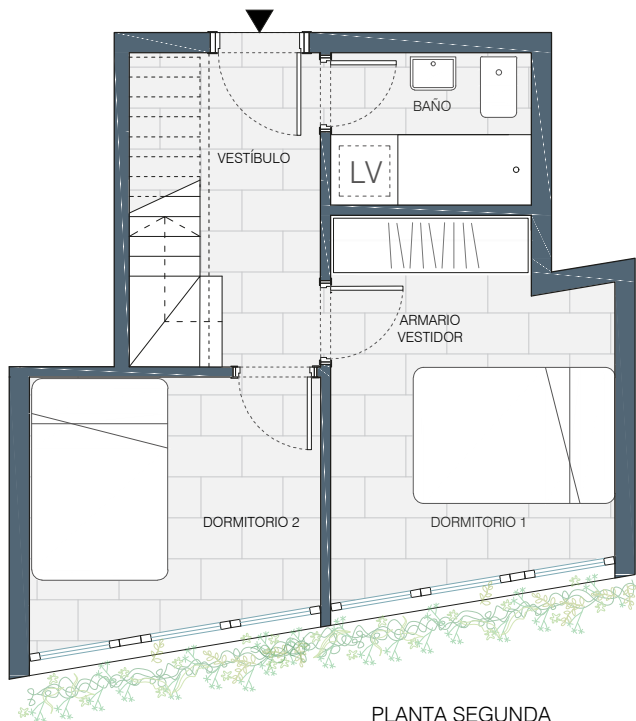 BAÑO
VESTÍBULO
LV
ARMARIO
VESTIDOR
DORMITORIO 2
DORMITORIO 1
PLANTA SEGUNDA